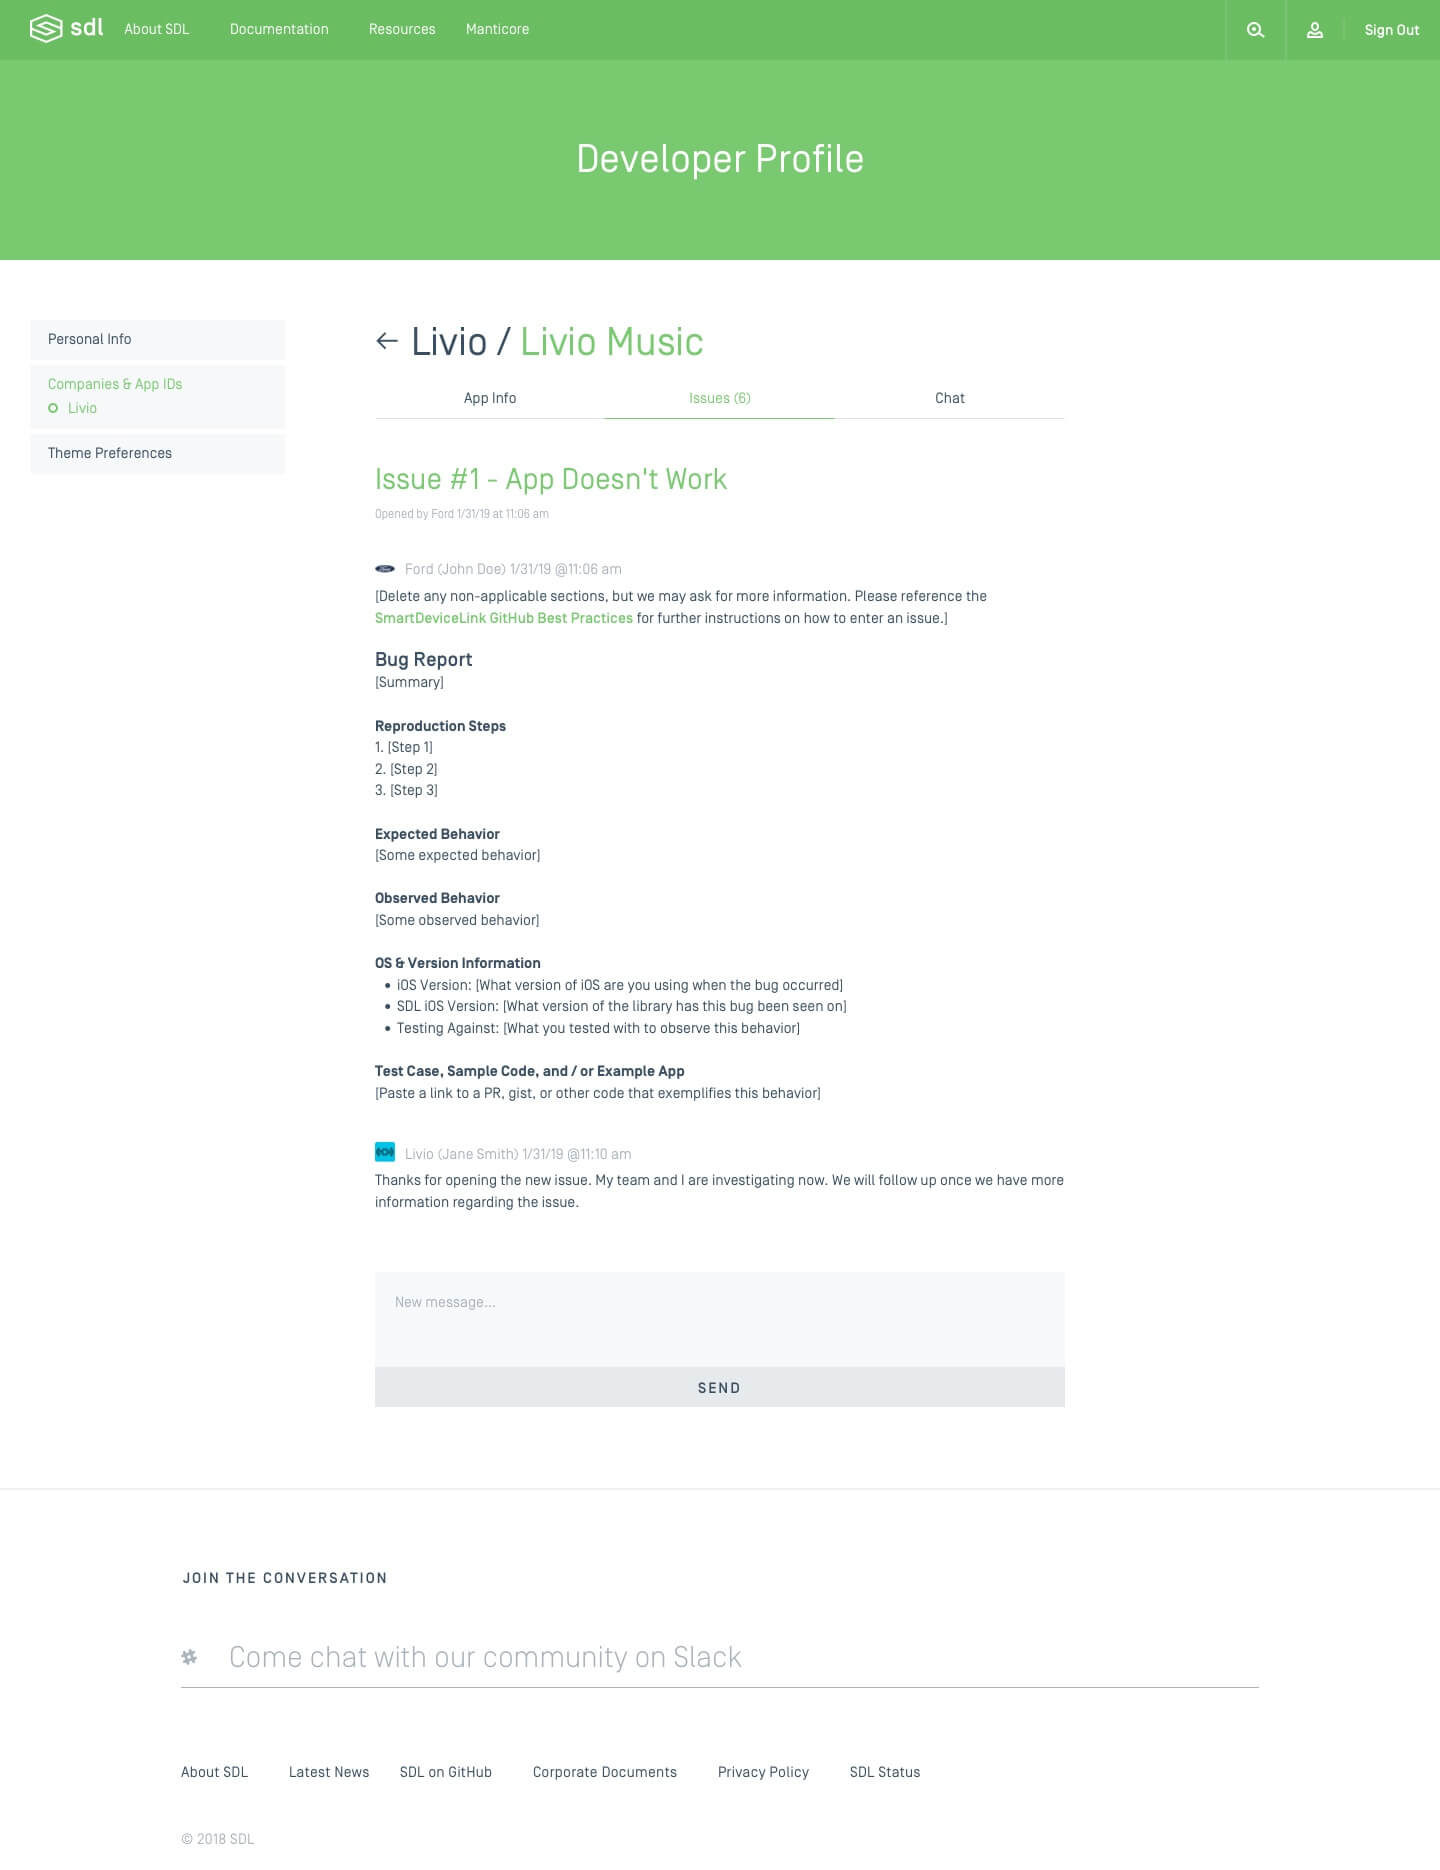 sdl About SDL Documentation Resources Manticore Sign Out
Developer Profile
Personal Info
Companies & App IDs
Livio
Theme Preferences
Livio / Livio Music
App Info Issues (6) Chat
Issue #1 - App Doesn't Work
Opened by Ford 1/31/19 at 11:06 am
Ford (John Doe) 1/31/19 @11:06 am
[Delete any non-applicable sections, but we may ask for more information. Please reference the
SmartDeviceLink GitHub Best Practices for further instructions on how to enter an issue.]
Bug Report
[Summary]
Reproduction Steps
1. [Step 1]
2. [Step 2]
3. [Step 3]
Expected Behavior
[Some expected behavior]
Observed Behavior
[Some observed behavior]
OS & Version Information
• iOS Version: [What version of iOS are you using when the bug occurred]
• SDL iOS Version: [What version of the library has this bug been seen on]
• Testing Against: [What you tested with to observe this behavior]
Test Case, Sample Code, and / or Example App
[Paste a link to a PR, gist, or other code that exemplifies this behavior]
Livio (Jane Smith) 1/31/19 @11:10 am
Thanks for opening the new issue. My team and I are investigating now. We will follow up once we have more
information regarding the issue.
New message...
SEND
JOIN THE CONVERSATION
Come chat with our community on Slack
About SDL Latest News SDL on GitHub Corporate Documents Privacy Policy SDL Status
© 2018 SDL